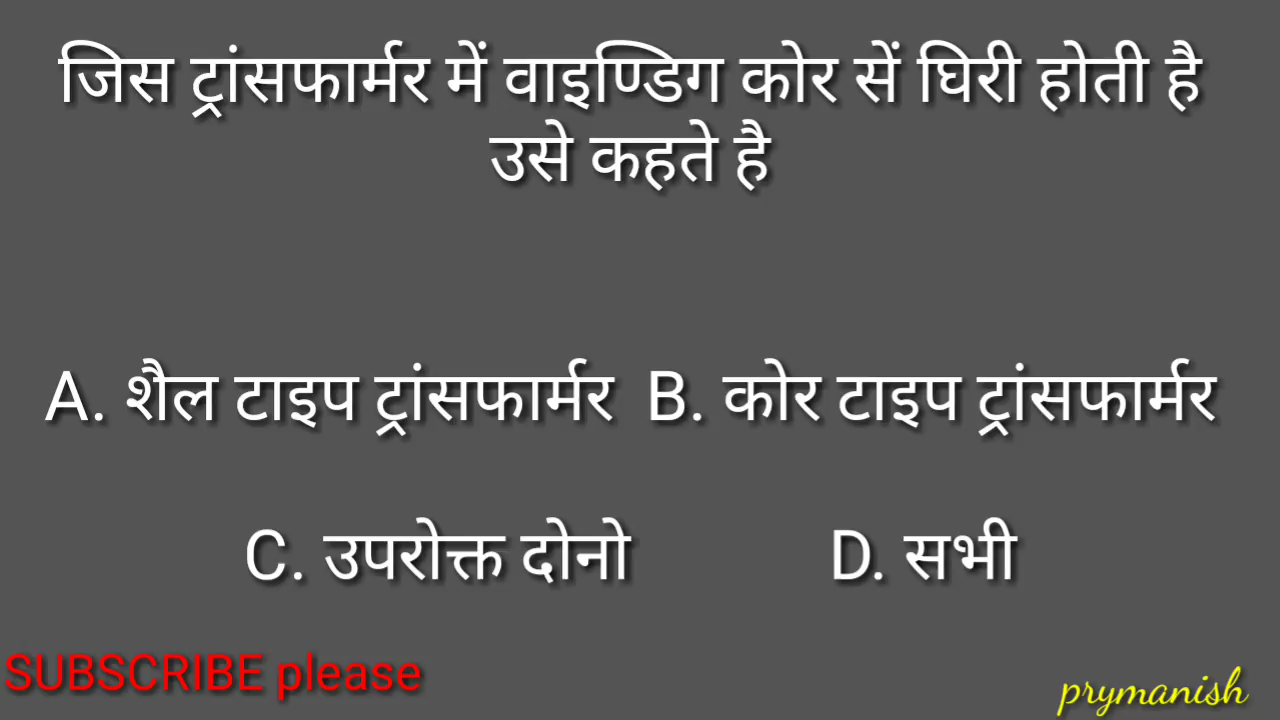 जिस ट्रांसफार्मर में वाइण्डिग कोर सें घिरी होती है
उसे कहते है
A. शैल टाइप ट्रांसफार्मर B. कोर टाइप ट्रांसफार्मर
C. उपरोक्त दोनो D. सभी
SUBSCRIBE please
prymanish